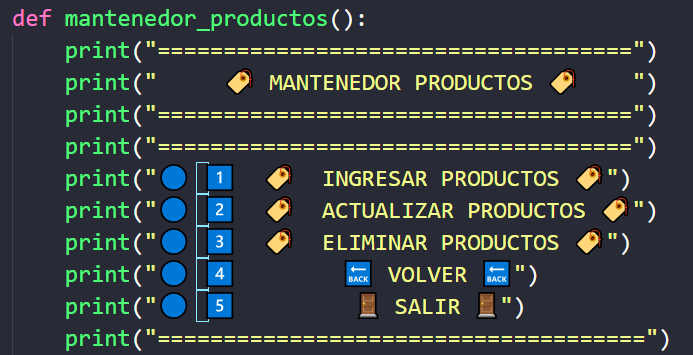 def mantenedor_productos():
    print("====================================")
    print("      🏷️ MANTENEDOR PRODUCTOS 🏷️    ")
    print("====================================")
    print("====================================")
    print("🔵 [1️⃣  🏷️  INGRESAR PRODUCTOS 🏷️")
    print("🔵 [2️⃣  🏷️  ACTUALIZAR PRODUCTOS 🏷️")
    print("🔵 [3️⃣  🏷️  ELIMINAR PRODUCTOS 🏷️")
    print("🔵 [4️⃣        🔙 VOLVER 🔙")
    print("🔵 [5️⃣         🚪 SALIR 🚪")
    print("=====================================")